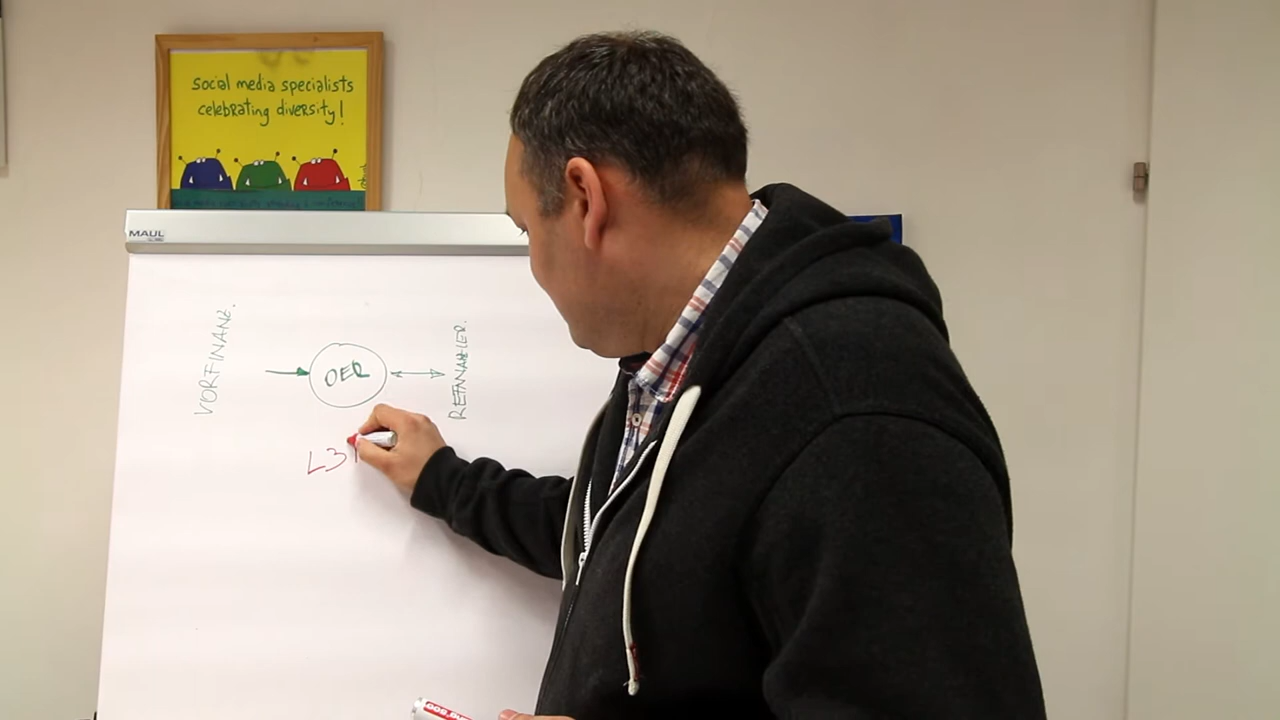 social media specialists
celebrating diversity!
MAUL
VORFINANZ.
OER
REFINANZIER.
L3